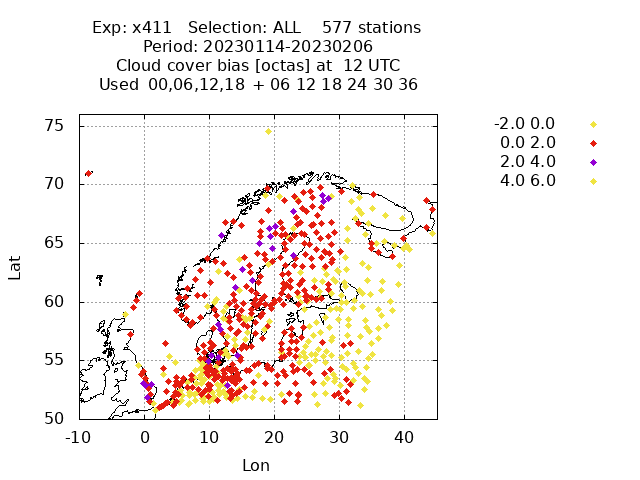 Exp: x411 Selection: ALL 577 stations
Period: 20230114-20230206
Cloud cover bias [octas] at 12 UTC
Used 00,06,12,18 + 06 12 18 24 30 36
-2.0 0.0
0.0 2.0
2.0 4.0
4.0 6.0
75
70
65
60
55
50
Lat
-10 0 10 20 30 40
Lon